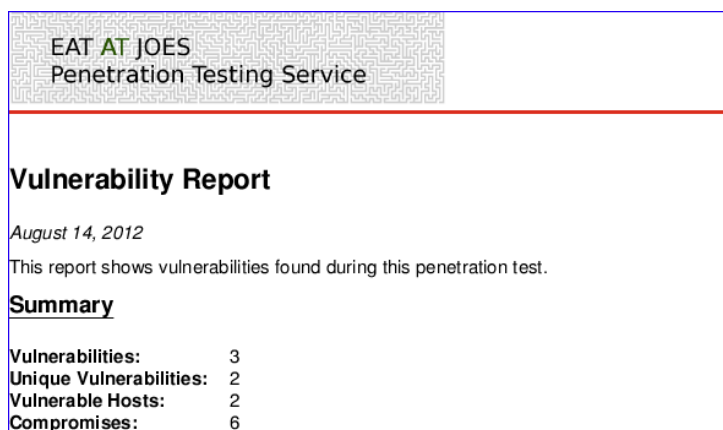 EAT AT JOES
Penetration Testing Service
Vulnerability Report
August 14, 2012
This report shows vulnerabilities found during this penetration test.
Summary
Vulnerabilities: 3
Unique Vulnerabilities: 2
Vulnerable Hosts: 2
Compromises: 6